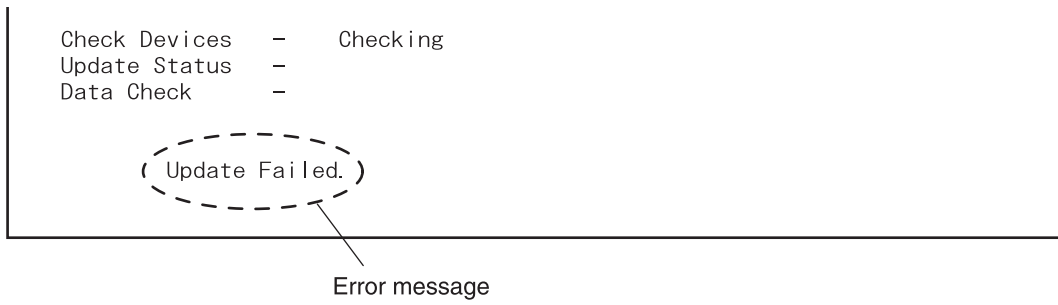 Check Devices – Checking
Update Status –
Data Check –
Update Failed.
Error message